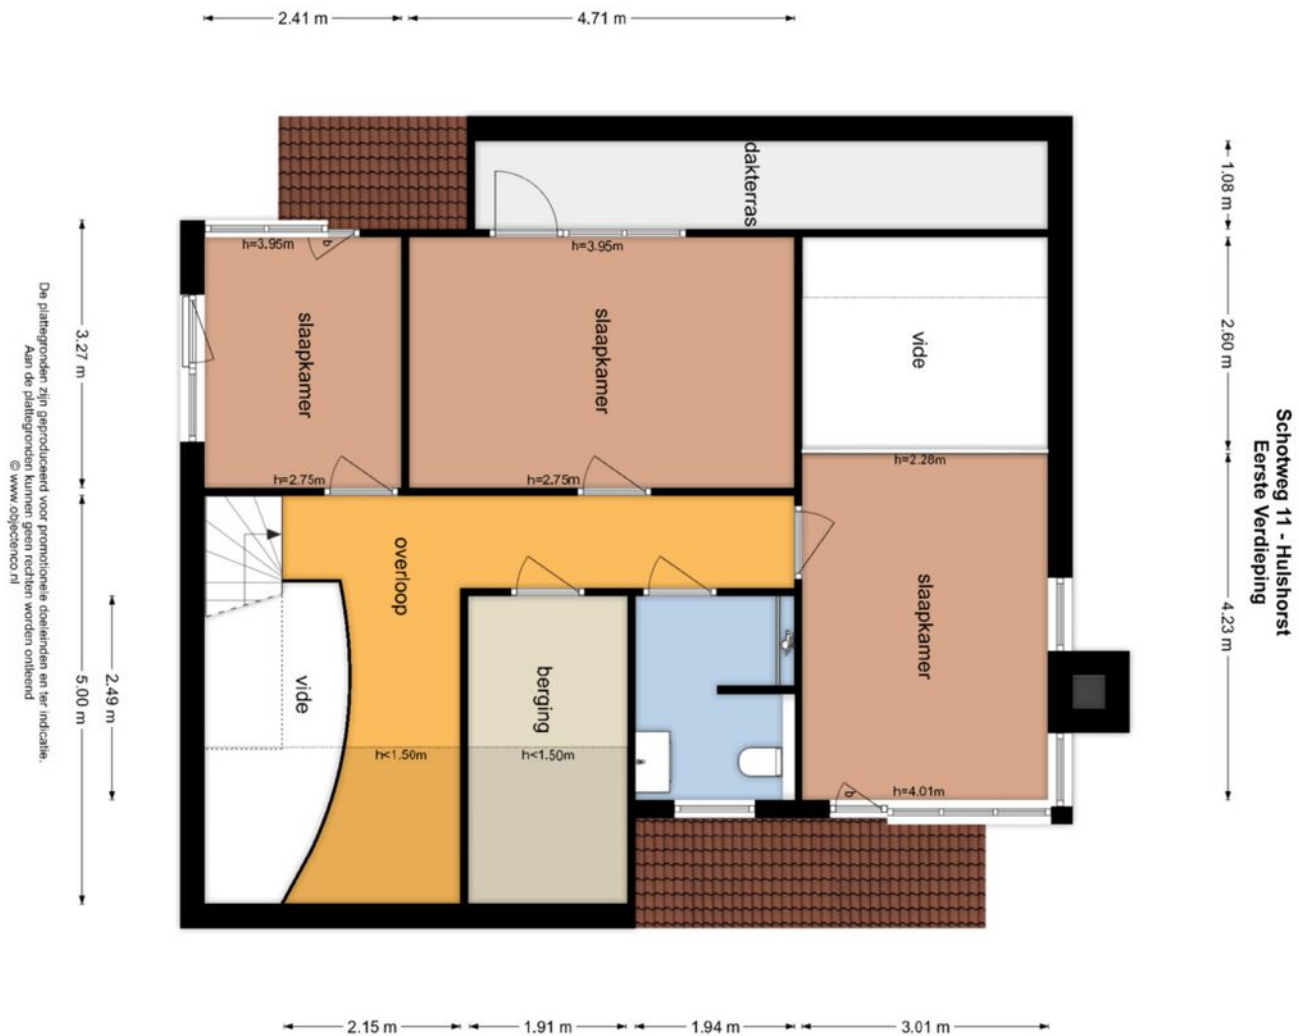 2.41 m
4.71 m
dakterras
1.08 m
h=3.95m
b
h=3.95m
slaapkamer
slaapkamer
vide
3.27 m
2.60 m
h=2.75m
h=2.75m
h=2.28m
Schotweg 11 - Hulshorst
Eerste Verdieping
De plattegronden zijn geproduceerd voor promotionele doeleinden en ter indicatie.
Aan de plattegronden kunnen geen rechten worden ontleend
© www.objectenco.nl
overloop
slaapkamer
4.23 m
vide
berging
2.49 m
5.00 m
h<1.50m
h<1.50m
b
h=4.01m
2.15 m
1.91 m
1.94 m
3.01 m